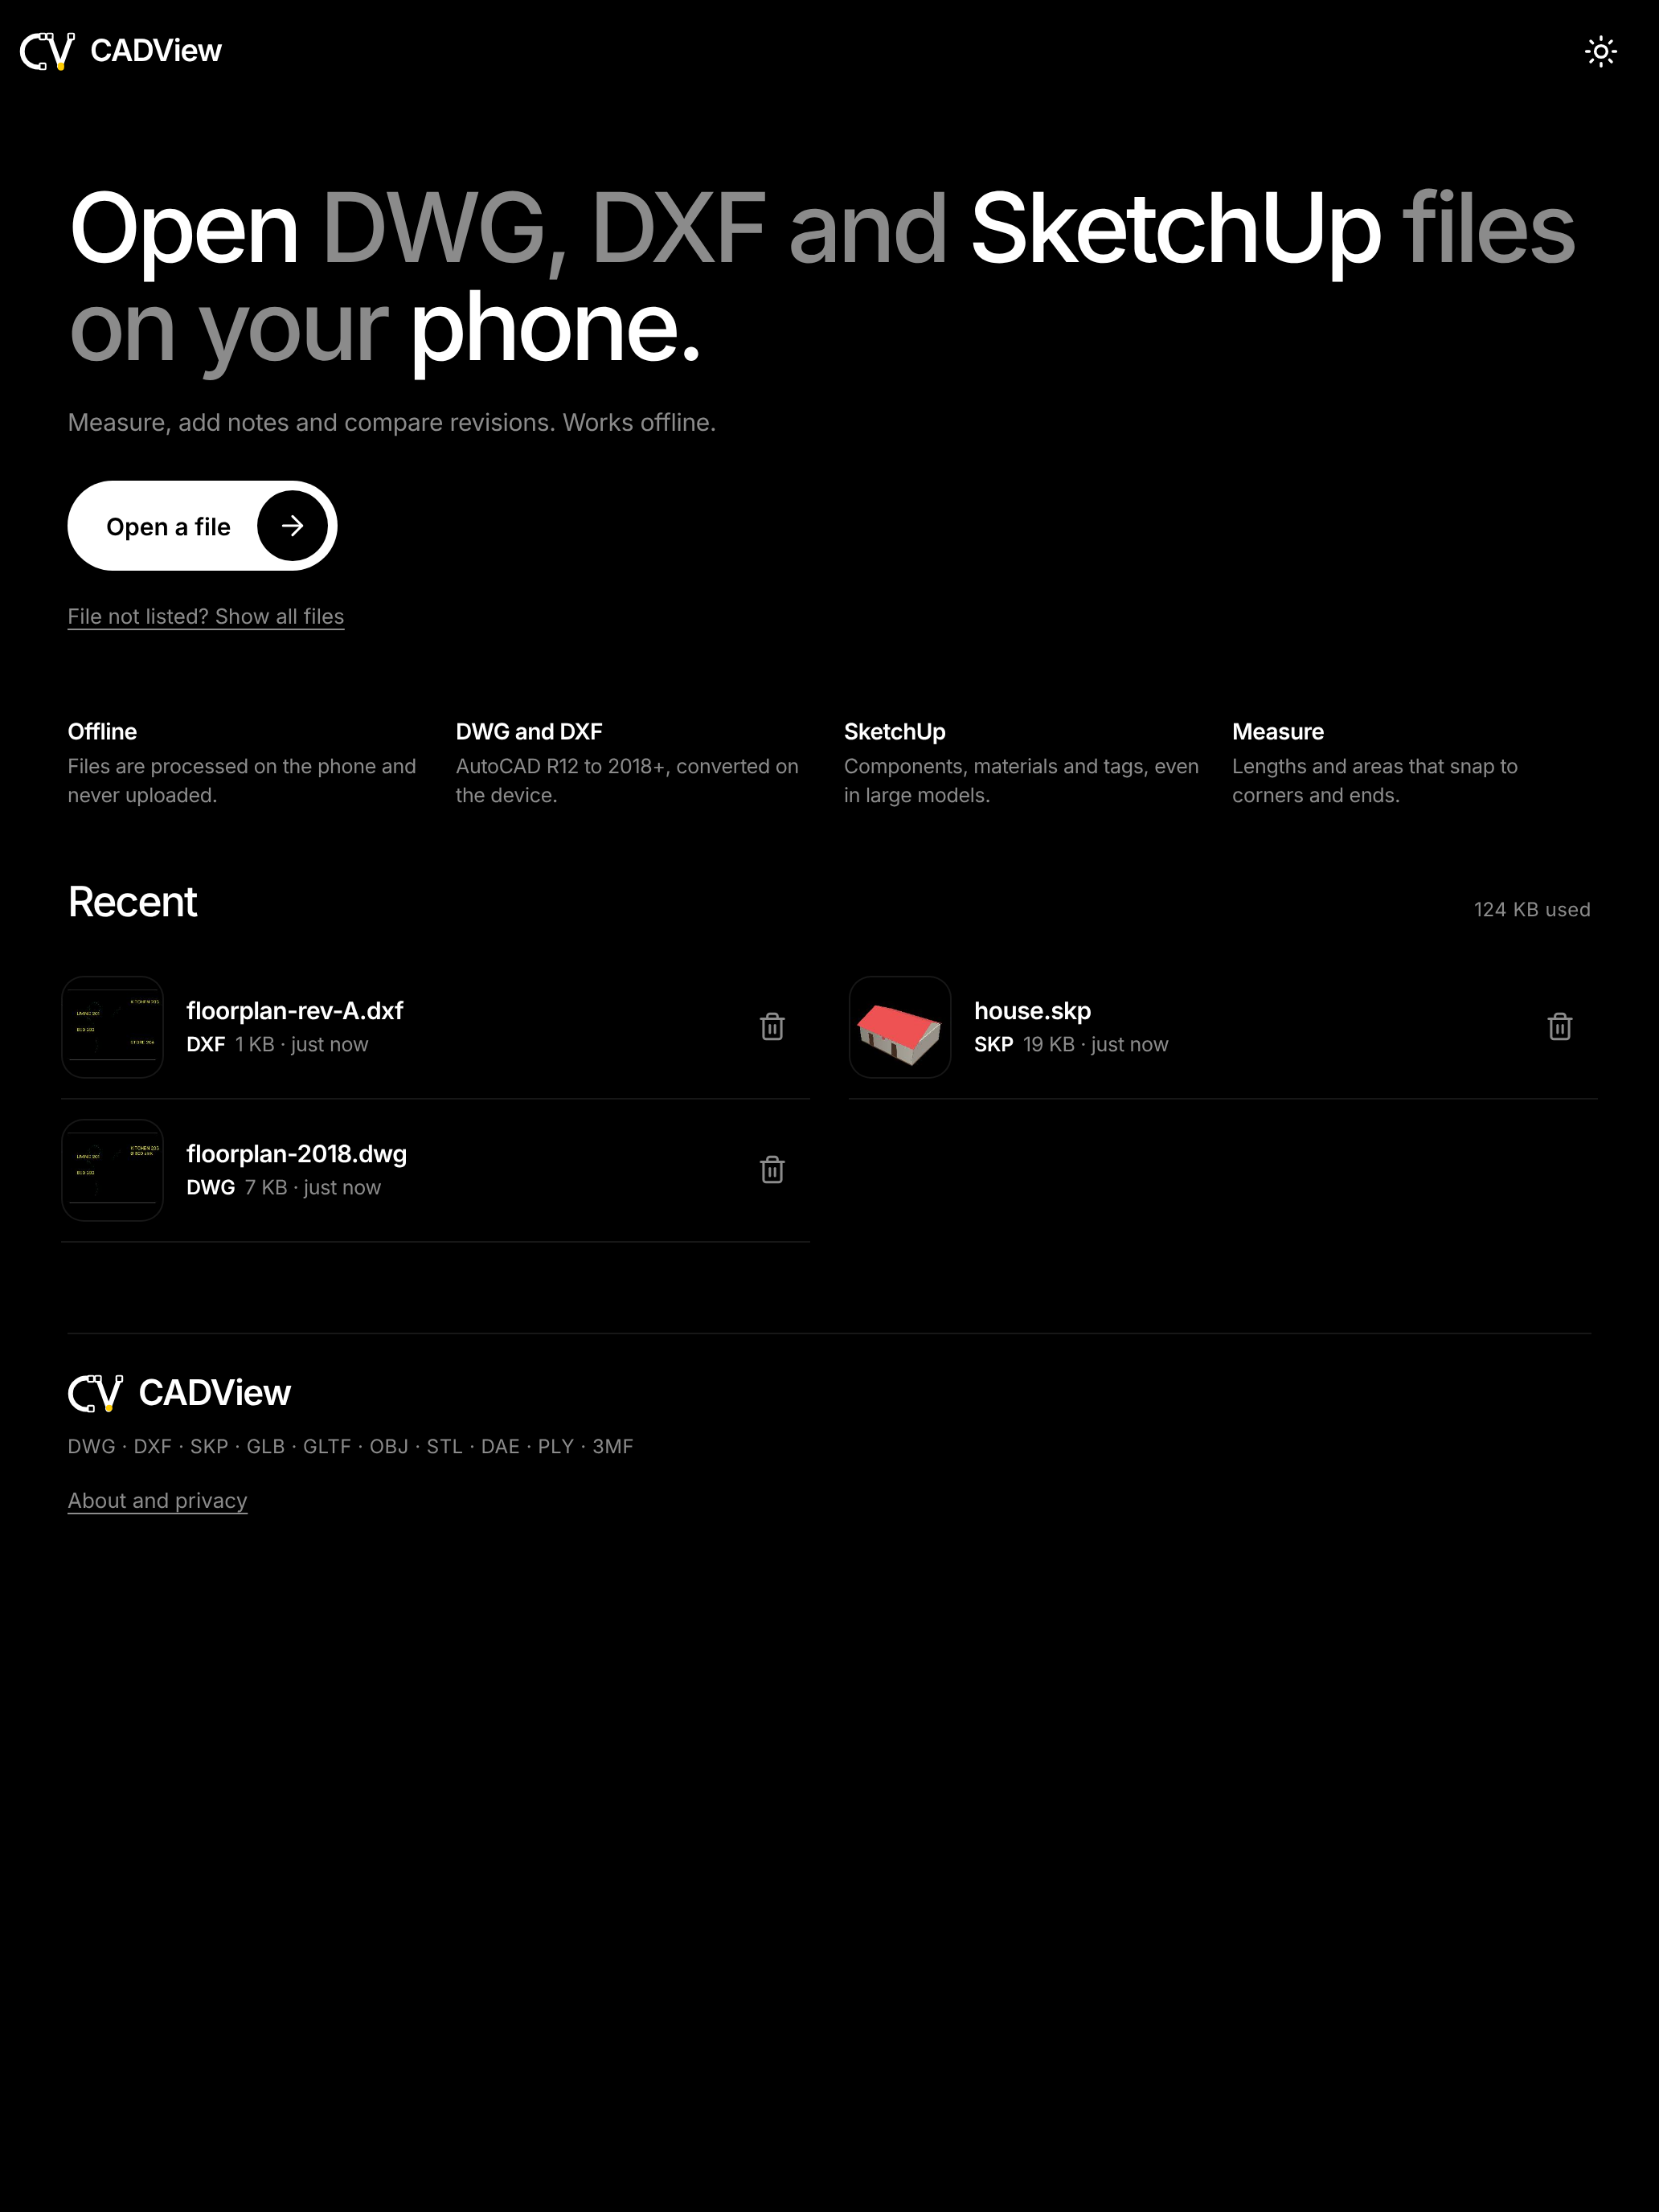 CADView
Open DWG, DXF and SketchUp files
on your phone.
Measure, add notes and compare revisions. Works offline.
Open a file
File not listed? Show all files
Offline
Files are processed on the phone and
never uploaded.
DWG and DXF
AutoCAD R12 to 2018+, converted on
the device.
SketchUp
Components, materials and tags, even
in large models.
Measure
Lengths and areas that snap to
corners and ends.
Recent
124 KB used
floorplan-rev-A.dxf
DXF 1 KB · just now
house.skp
SKP 19 KB · just now
floorplan-2018.dwg
DWG 7 KB · just now
CADView
DWG · DXF · SKP · GLB · GLTF · OBJ · STL · DAE · PLY · 3MF
About and privacy